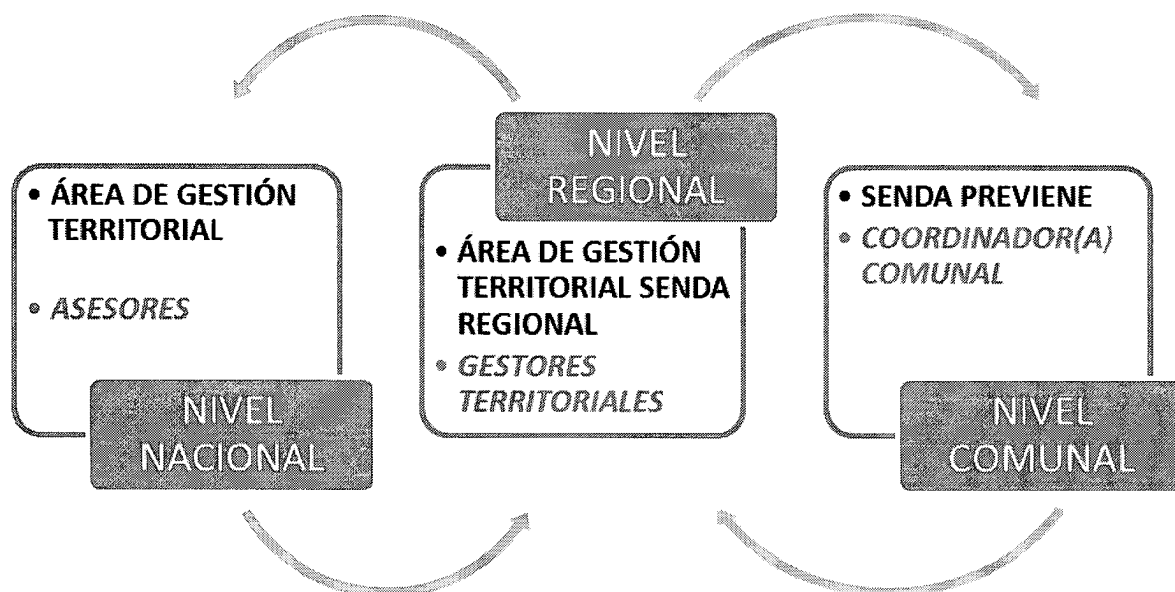 • ÁREA DE GESTIÓN
TERRITORIAL
• ASESORES
NIVEL
NACIONAL
NIVEL
REGIONAL
• ÁREA DE GESTIÓN
TERRITORIAL SENDA
REGIONAL
• GESTORES
TERRITORIALES
• SENDA PREVIENE
• COORDINADOR(A)
COMUNAL
NIVEL
COMUNAL